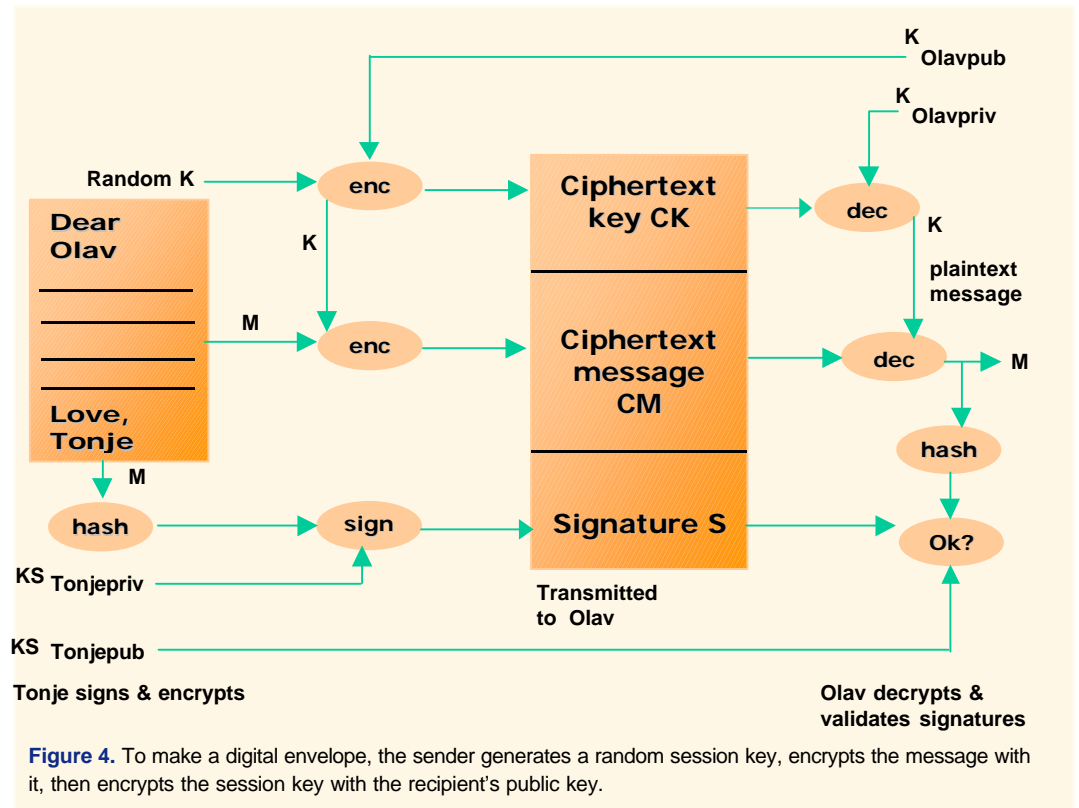 K
Olavpub
K
Olavpriv
Random K
enc
Ciphertext
key CK
dec
Dear
Olav
K
K
plaintext
message
M
enc
Ciphertext
message
CM
dec
M
Love,
Tonje
hash
M
hash
sign
Signature S
Ok?
KS Tonjepriv
Transmitted
to Olav
KS Tonjepub
Tonje signs & encrypts
Olav decrypts &
validates signatures
Figure 4. To make a digital envelope, the sender generates a random session key, encrypts the message with
it, then encrypts the session key with the recipient's public key.